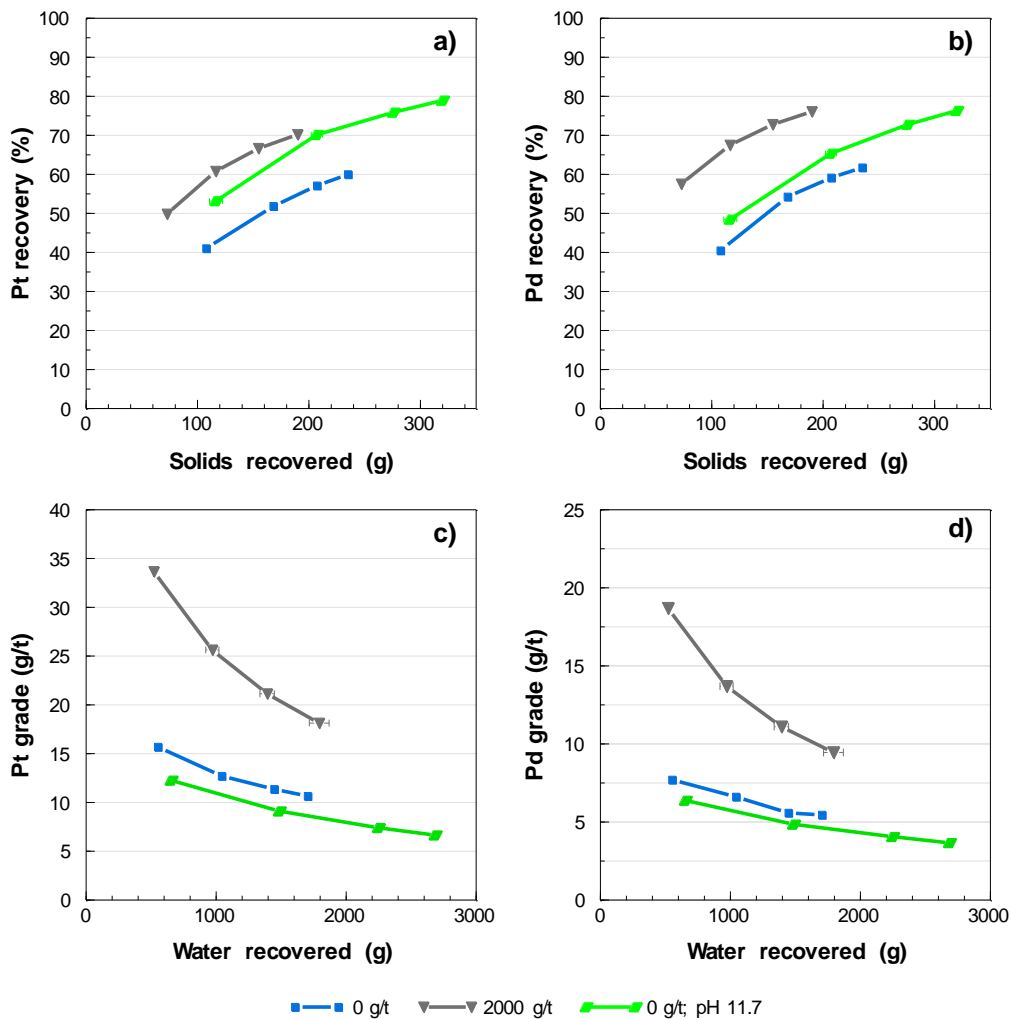 a)
100
90
80
70
60
50
40
30
20
10
0
Pt recovery (%)
0 100 200 300
Solids recovered (g)
b)
100
90
80
70
60
50
40
30
20
10
0
Pd recovery (%)
0 100 200 300
Solids recovered (g)
c)
40
35
30
25
20
15
10
5
0
Pt grade (g/t)
0 1000 2000 3000
Water recovered (g)
d)
25
20
15
10
5
0
Pd grade (g/t)
0 1000 2000 3000
Water recovered (g)
0 g/t 2000 g/t 0 g/t; pH 11.7